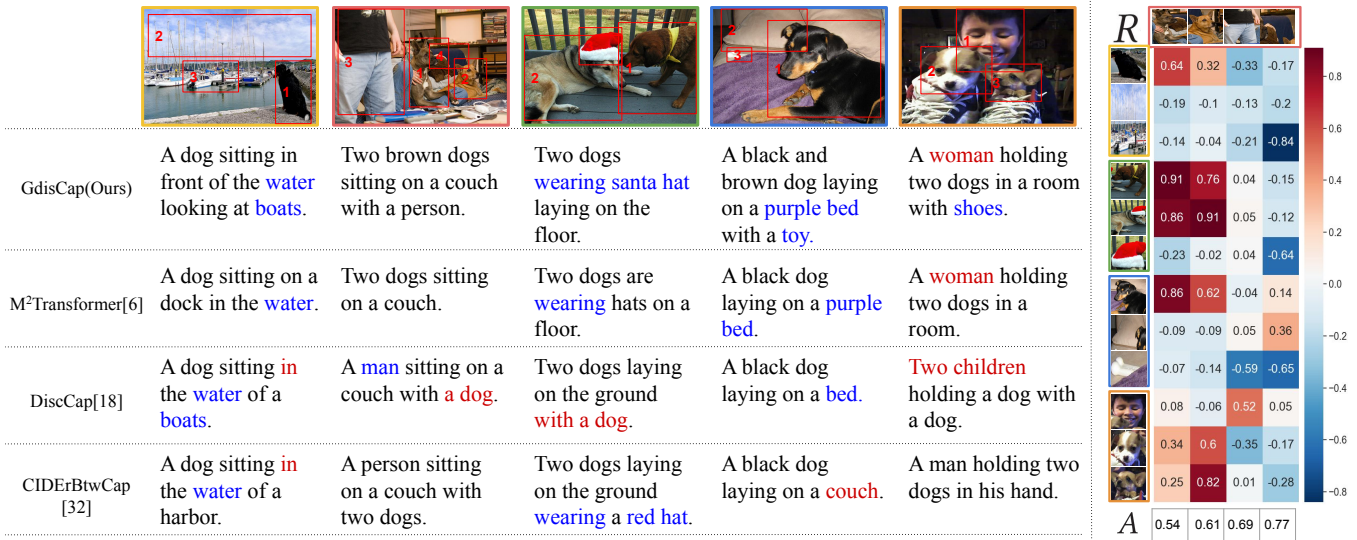 2
3
1
3
2
2
1
2
3
1
1
2
3
GdisCap(Ours)
A dog sitting in
front of the water
looking at boats.
Two brown dogs
sitting on a couch
with a person.
Two dogs
wearing santa hat
laying on the
floor.
A black and
brown dog laying
on a purple bed
with a toy.
A woman holding
two dogs in a room
with shoes.
M²Transformer[6]
A dog sitting on a
dock in the water.
Two dogs sitting
on a couch.
Two dogs are
wearing hats on a
floor.
A black dog
laying on a purple
bed.
A woman holding
two dogs in a
room.
DiscCap[18]
A dog sitting in
the water of a
boats.
A man sitting on a
couch with a dog.
Two dogs laying
on the ground
with a dog.
A black dog
laying on a bed.
Two children
holding a dog with
a dog.
CIDErBtwCap
[32]
A dog sitting in
the water of a
harbor.
A person sitting
on a couch with
two dogs.
Two dogs laying
on the ground
wearing a red hat.
A black dog
laying on a couch.
A man holding two
dogs in his hand.
R
0.64 0.32 -0.33 -0.17
-0.19 -0.1 -0.13 -0.2
-0.14 -0.04 -0.21 -0.84
0.91 0.76 0.04 -0.15
0.86 0.91 0.05 -0.12
-0.23 -0.02 0.04 -0.64
0.86 0.62 -0.04 0.14
-0.09 -0.09 0.05 0.36
-0.07 -0.14 -0.59 -0.65
0.08 -0.06 0.52 0.05
0.34 0.6 -0.35 -0.17
0.25 0.82 0.01 -0.28
A 0.54 0.61 0.69 0.77
0.8
0.6
0.4
0.2
0.0
-0.2
-0.4
-0.6
-0.8